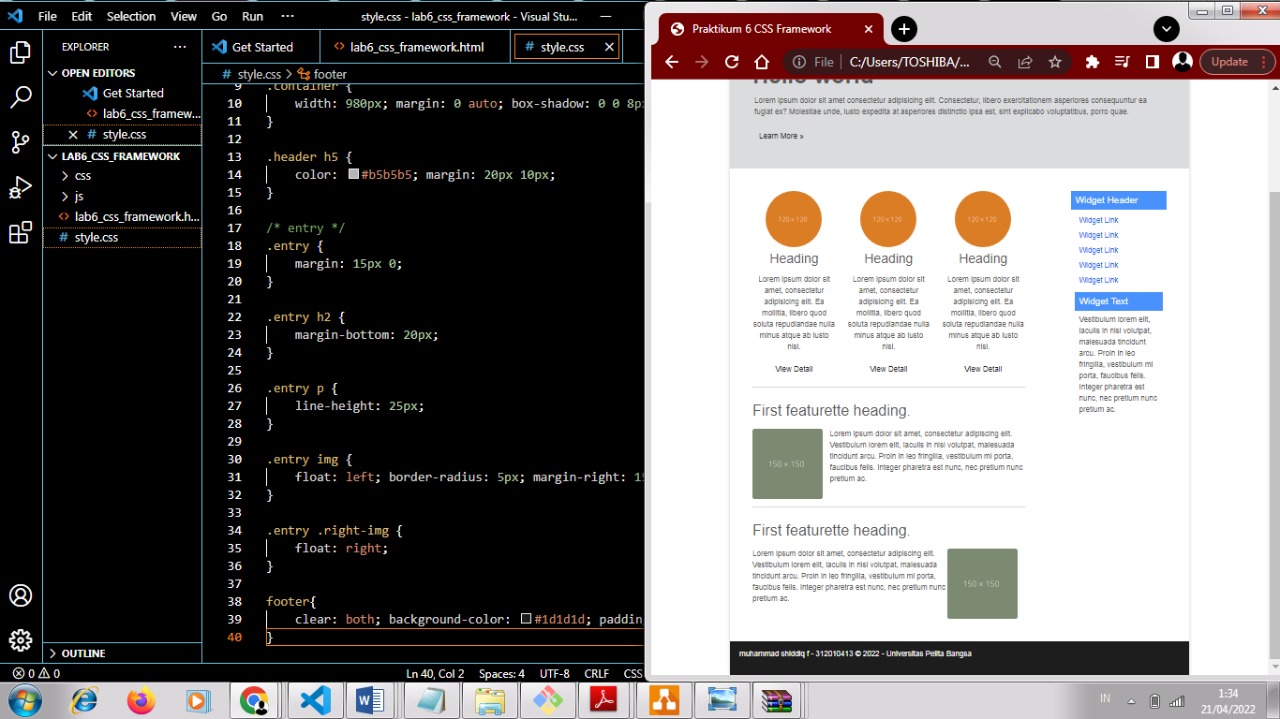 File Edit Selection View Go Run ··· style.css - lab6_css_framework - Visual Stu...
EXPLORER ···
OPEN EDITORS
Get Started
lab6_css_framew...
style.css
LAB6_CSS_FRAMEWORK
css
js
lab6_css_framework.h...
style.css
OUTLINE
Get Started lab6_css_framework.html style.css
style.css > footer
9 .container {
10 width: 980px; margin: 0 auto; box-shadow: 0 0 8p
11 }
12
13 .header h5 {
14 color: #b5b5b5; margin: 20px 10px;
15 }
16
17 /* entry */
18 .entry {
19 margin: 15px 0;
20 }
21
22 .entry h2 {
23 margin-bottom: 20px;
24 }
25
26 .entry p {
27 line-height: 25px;
28 }
29
30 .entry img {
31 float: left; border-radius: 5px; margin-right: 15
32 }
33
34 .entry .right-img {
35 float: right;
36 }
37
38 footer{
39 clear: both; background-color: #1d1d1d; paddin
40 }
0 0 Ln 40, Col 2 Spaces: 4 UTF-8 CRLF CSS
Praktikum 6 CSS Framework
File C:/Users/TOSHIBA/... Update
Hello World
Lorem ipsum dolor sit amet consectetur adipisicing elit. Consectetur, libero exercitationem asperiores consequuntur ea
fugiat ex? Molestiae unde, iusto expedita at asperiores distinctio ipsa est, sint explicabo voluptatibus, porro quae.
Learn More »
120 × 120
Heading
Lorem ipsum dolor sit
amet, consectetur
adipisicing elit. Ea
mollitia, libero quod
soluta repudiandae nulla
minus atque ab iusto
nisi.
View Detail
120 × 120
Heading
Lorem ipsum dolor sit
amet, consectetur
adipisicing elit. Ea
mollitia, libero quod
soluta repudiandae nulla
minus atque ab iusto
nisi.
View Detail
120 × 120
Heading
Lorem ipsum dolor sit
amet, consectetur
adipisicing elit. Ea
mollitia, libero quod
soluta repudiandae nulla
minus atque ab iusto
nisi.
View Detail
First featurette heading.
150 × 150
Lorem ipsum dolor sit amet, consectetur adipiscing elit.
Vestibulum lorem elit, iaculis in nisi volutpat, malesuada
tincidunt arcu. Proin in leo fringilla, vestibulum mi porta,
faucibus felis. Integer pharetra est nunc, nec pretium nunc
pretium ac.
First featurette heading.
Lorem ipsum dolor sit amet, consectetur adipiscing elit.
Vestibulum lorem elit, iaculis in nisi volutpat, malesuada
tincidunt arcu. Proin in leo fringilla, vestibulum mi porta,
faucibus felis. Integer pharetra est nunc, nec pretium nunc
pretium ac.
150 × 150
Widget Header
Widget Link
Widget Link
Widget Link
Widget Link
Widget Link
Widget Text
Vestibulum lorem elit,
iaculis in nisi volutpat,
malesuada tincidunt
arcu. Proin in leo
fringilla, vestibulum mi
porta, faucibus felis.
Integer pharetra est
nunc, nec pretium nunc
pretium ac.
muhammad shiddiq f - 312010413 © 2022 - Universitas Pelita Bangsa
IN 1:34
21/04/2022